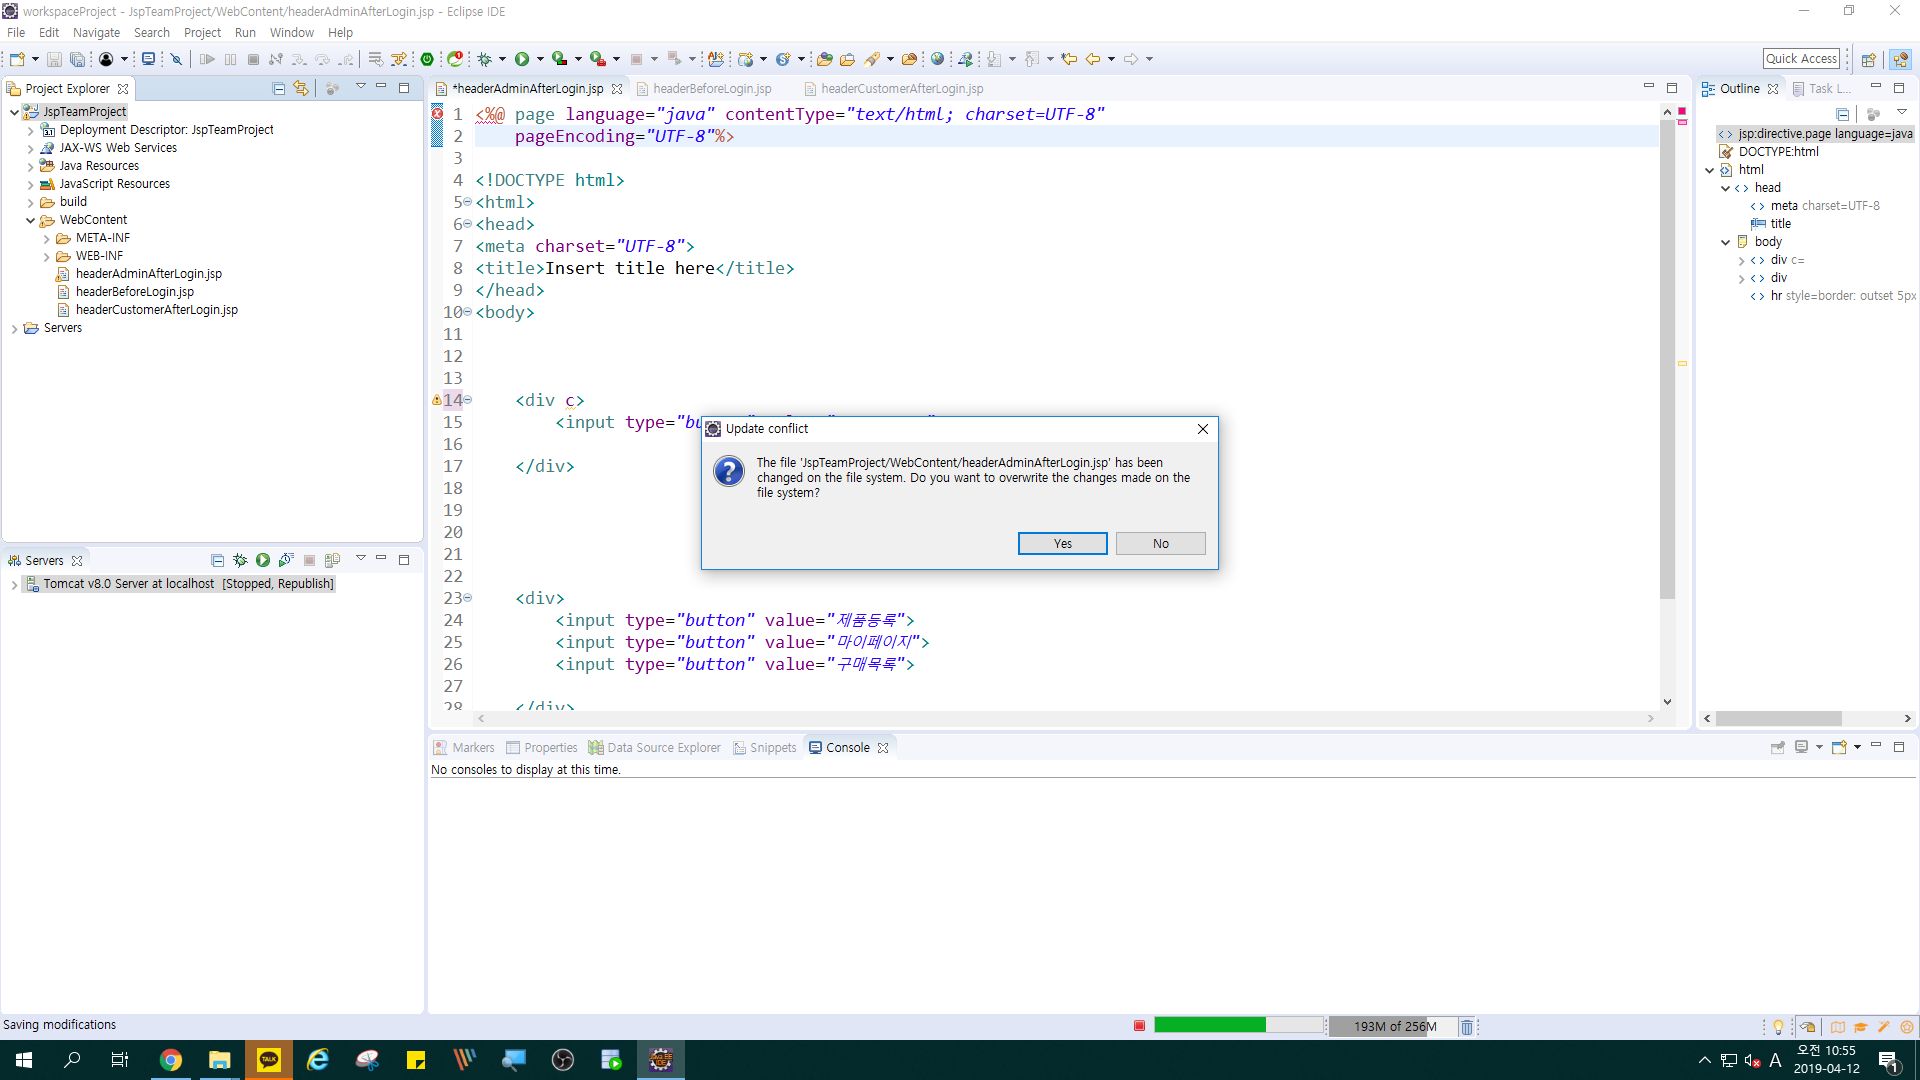 workspaceProject - JspTeamProject/WebContent/headerAdminAfterLogin.jsp - Eclipse IDE
File Edit Navigate Search Project Run Window Help
Quick Access
Project Explorer
JspTeamProject
Deployment Descriptor: JspTeamProject
JAX-WS Web Services
Java Resources
JavaScript Resources
build
WebContent
META-INF
WEB-INF
headerAdminAfterLogin.jsp
headerBeforeLogin.jsp
headerCustomerAfterLogin.jsp
Servers
Servers
Tomcat v8.0 Server at localhost [Stopped, Republish]
*headerAdminAfterLogin.jsp headerBeforeLogin.jsp headerCustomerAfterLogin.jsp
1 <%@ page language="java" contentType="text/html; charset=UTF-8"
2 pageEncoding="UTF-8"%>
3
4 <!DOCTYPE html>
5 <html>
6 <head>
7 <meta charset="UTF-8">
8 <title>Insert title here</title>
9 </head>
10 <body>
11
12
13
14 <div c>
15 <input type="bu
16
17 </div>
18
19
20
21
22
23 <div>
24 <input type="button" value="제품등록">
25 <input type="button" value="마이페이지">
26 <input type="button" value="구매목록">
27
28 </div>
Update conflict
The file 'JspTeamProject/WebContent/headerAdminAfterLogin.jsp' has been
changed on the file system. Do you want to overwrite the changes made on the
file system?
Yes No
Outline Task L...
jsp:directive.page language=java
DOCTYPE:html
html
head
meta charset=UTF-8
title
body
div c=
div
hr style=border: outset 5px
Markers Properties Data Source Explorer Snippets Console
No consoles to display at this time.
Saving modifications
193M of 256M
TALK
A
오전 10:55
2019-04-12
1